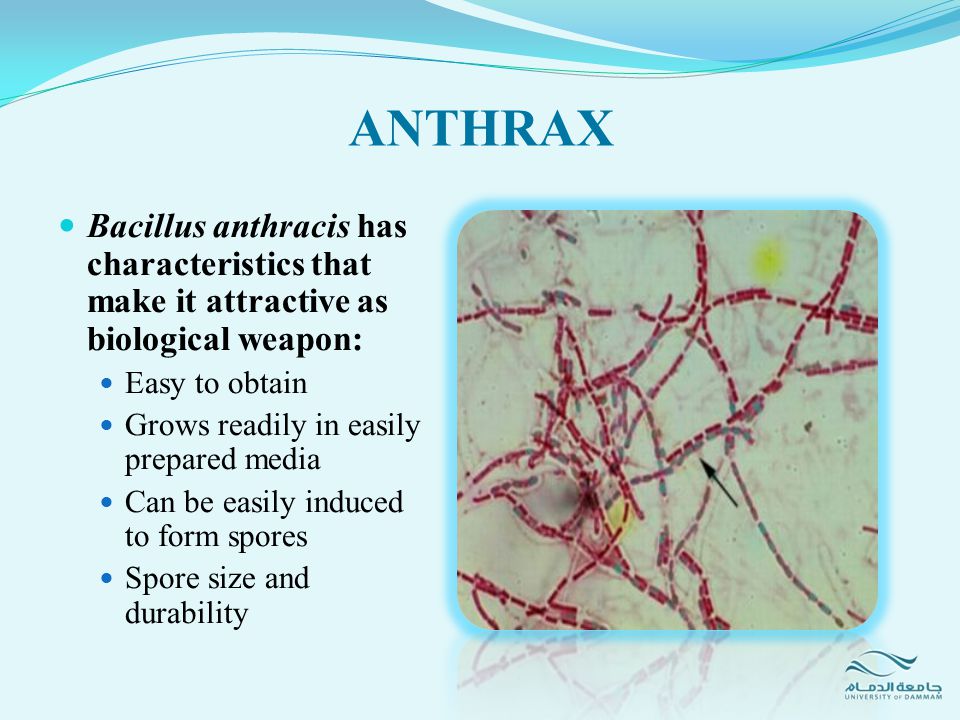 ANTHRAX
Bacillus anthracis has
characteristics that
make it attractive as
biological weapon:
Easy to obtain
Grows readily in easily
prepared media
Can be easily induced
to form spores
Spore size and
durability
جامعة الدمام
UNIVERSITY OF DAMMAM